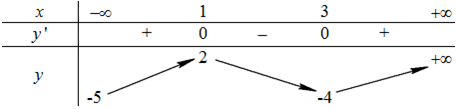 x –∞ 1 3 +∞
y' + 0 – 0 +
2 +∞
y
-5 -4